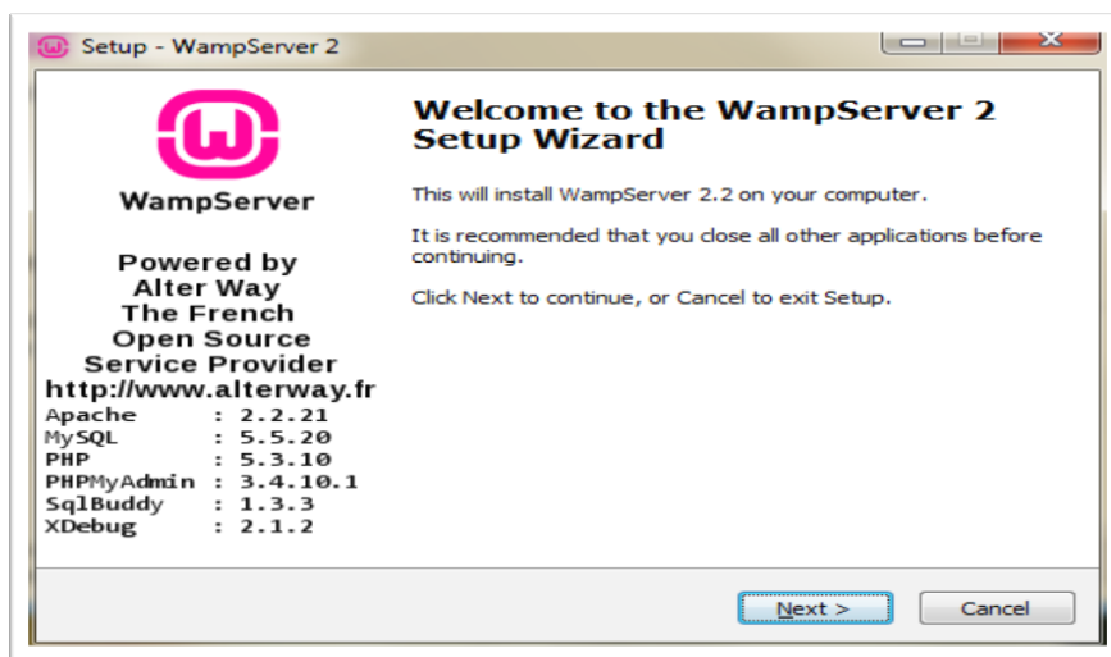 Setup - WampServer 2
WampServer
Powered by
Alter Way
The French
Open Source
Service Provider
http://www.alterway.fr
Apache : 2.2.21
MySQL : 5.5.20
PHP : 5.3.10
PHPMyAdmin : 3.4.10.1
SqlBuddy : 1.3.3
XDebug : 2.1.2
Welcome to the WampServer 2
Setup Wizard
This will install WampServer 2.2 on your computer.
It is recommended that you close all other applications before
continuing.
Click Next to continue, or Cancel to exit Setup.
Next >
Cancel